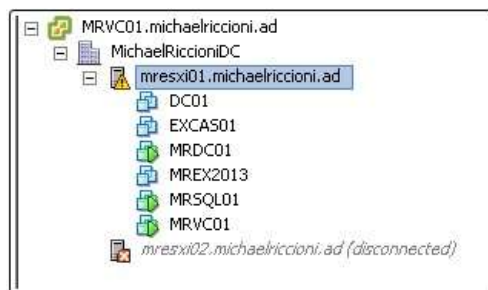 MRVC01.michaelriccioni.ad
MichaelRiccioniDC
mresxi01.michaelriccioni.ad
DC01
EXCAS01
MRDC01
MREX2013
MRSQL01
MRVC01
mresxi02.michaelriccioni.ad (disconnected)